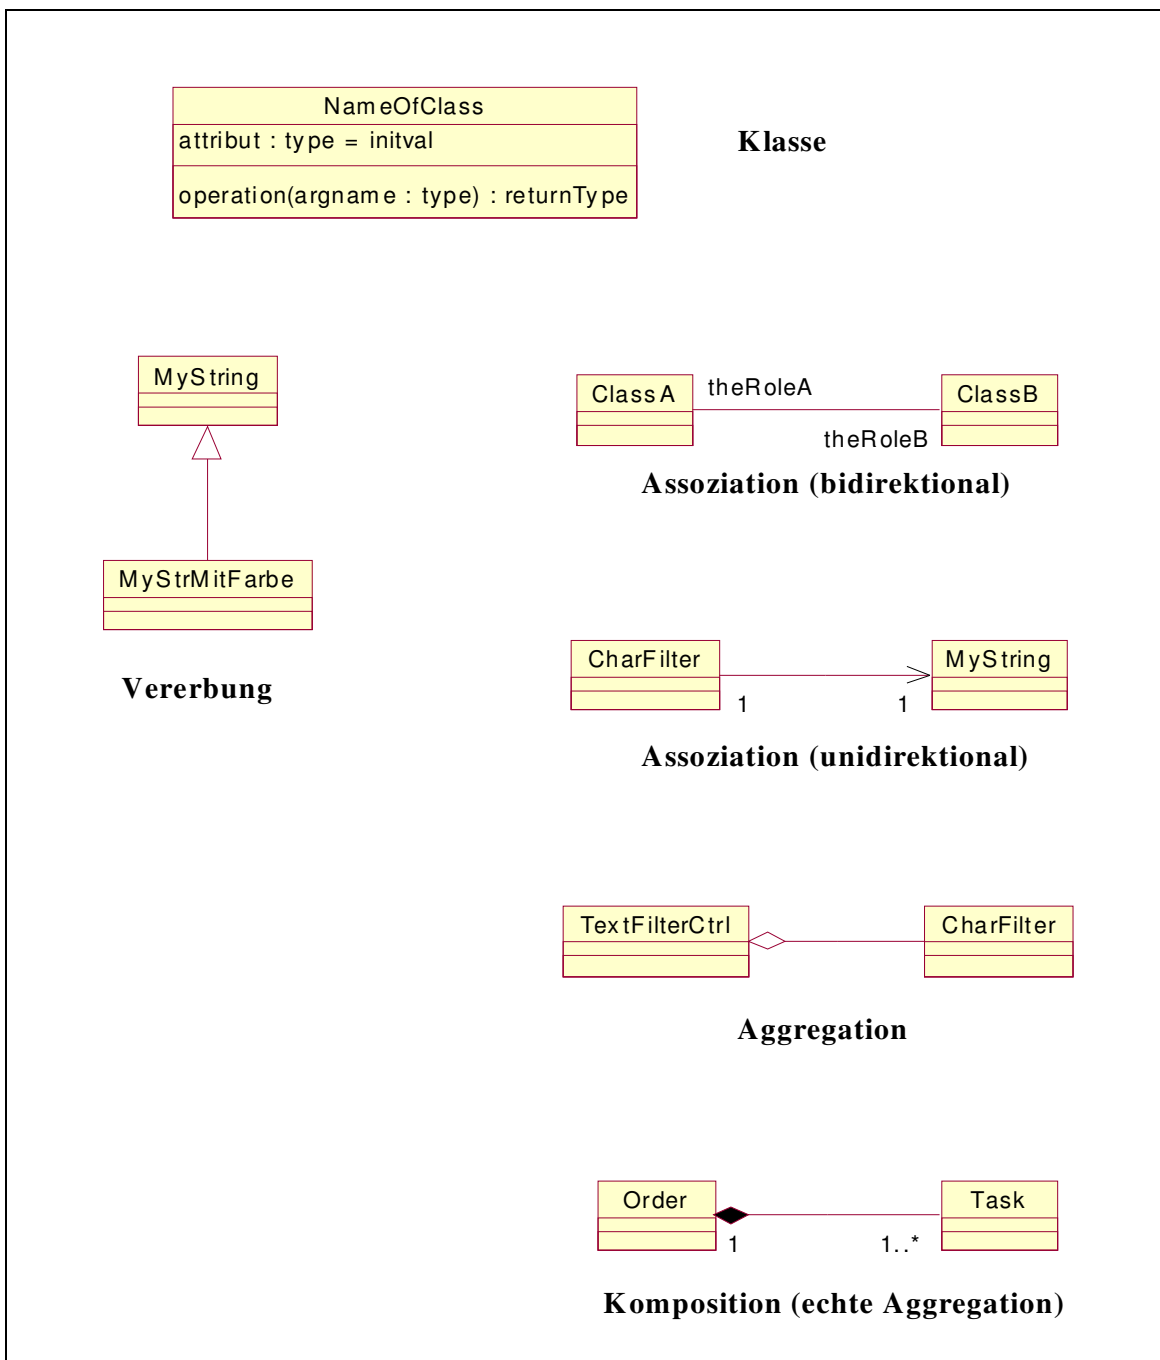 NameOfClass
attribut : type = initval
operation(argname : type) : returnType
Klasse
MyString
MyStrMitFarbe
Vererbung
ClassA
theRoleA
ClassB
theRoleB
Assoziation (bidirektional)
CharFilter
MyString
1
1
Assoziation (unidirektional)
TextFilterCtrl
CharFilter
Aggregation
Order
Task
1
1..*
Komposition (echte Aggregation)